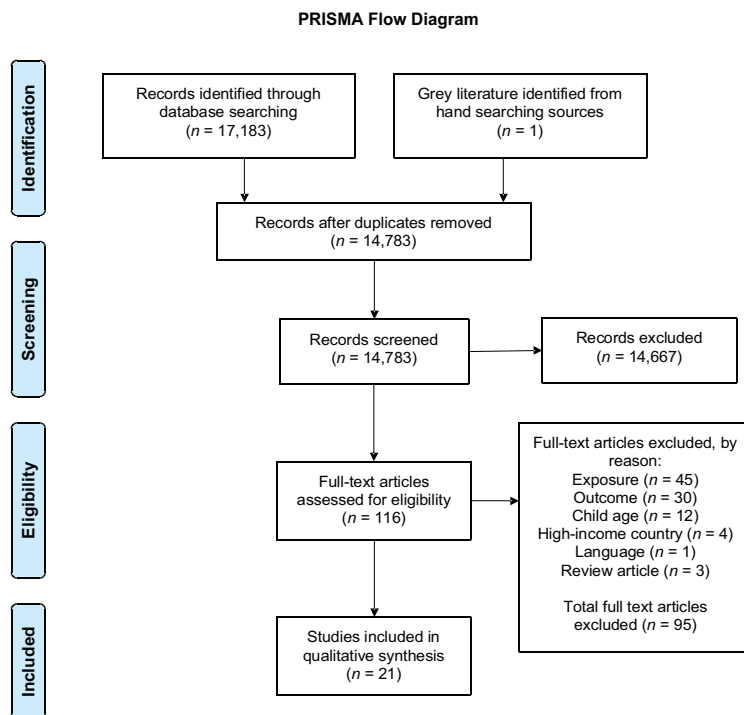 PRISMA Flow Diagram
Identification
Records identified through
database searching
(n = 17,183)
Grey literature identified from
hand searching sources
(n = 1)
Records after duplicates removed
(n = 14,783)
Screening
Records screened
(n = 14,783)
Records excluded
(n = 14,667)
Eligibility
Full-text articles
assessed for eligibility
(n = 116)
Full-text articles excluded, by
reason:
Exposure (n = 45)
Outcome (n = 30)
Child age (n = 12)
High-income country (n = 4)
Language (n = 1)
Review article (n = 3)
Total full text articles
excluded (n = 95)
Included
Studies included in
qualitative synthesis
(n = 21)